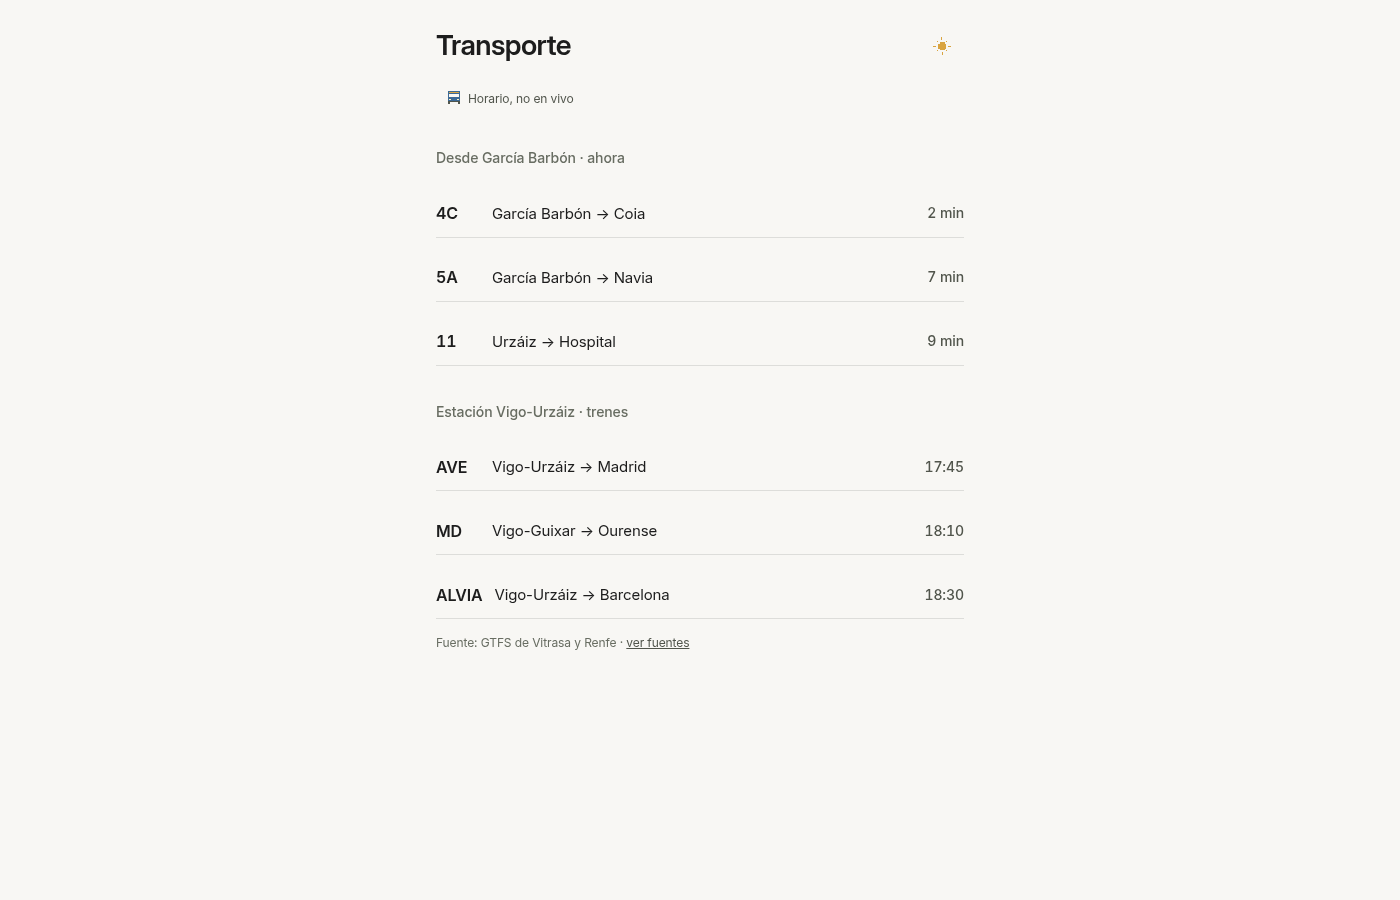 Transporte
Horario, no en vivo
Desde García Barbón · ahora
4C García Barbón → Coia 2 min
5A García Barbón → Navia 7 min
11 Urzáiz → Hospital 9 min
Estación Vigo-Urzáiz · trenes
AVE Vigo-Urzáiz → Madrid 17:45
MD Vigo-Guixar → Ourense 18:10
ALVIA Vigo-Urzáiz → Barcelona 18:30
Fuente: GTFS de Vitrasa y Renfe · ver fuentes